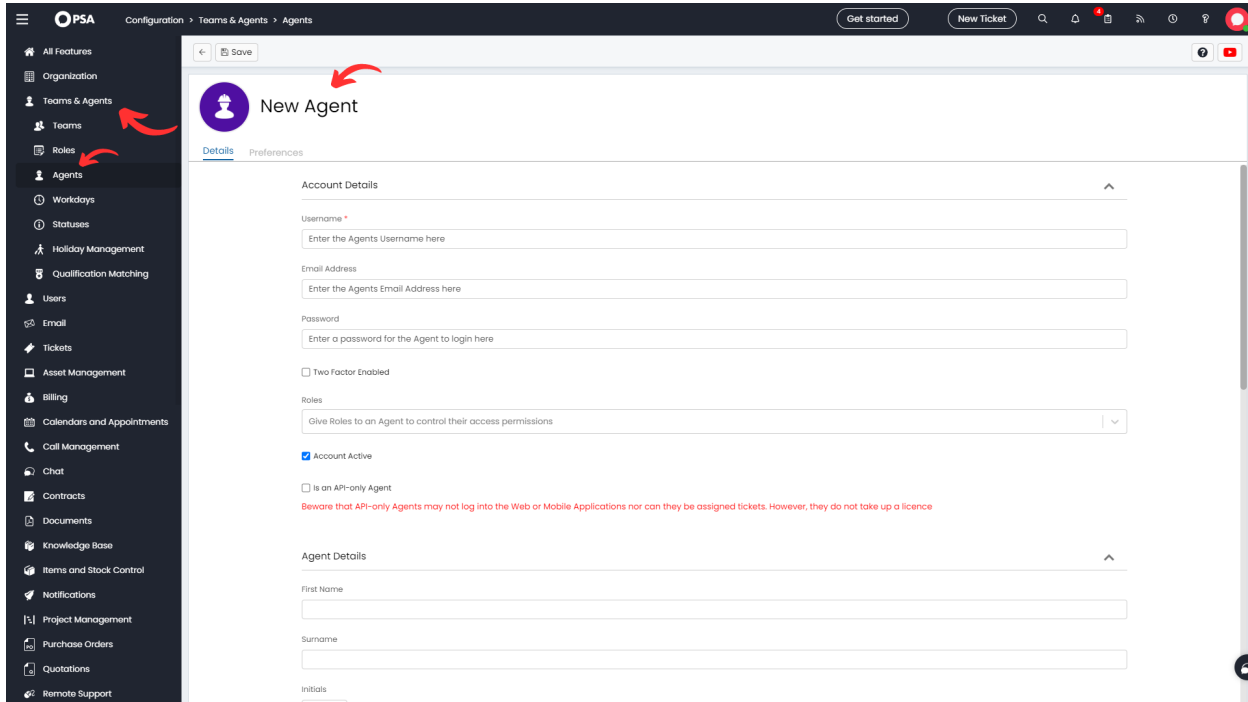 PSA
Configuration > Teams & Agents > Agents
Get started
New Ticket
4
All Features
Organization
Teams & Agents
Teams
Roles
Agents
Workdays
Statuses
Holiday Management
Qualification Matching
Users
Email
Tickets
Asset Management
Billing
Calendars and Appointments
Call Management
Chat
Contracts
Documents
Knowledge Base
Items and Stock Control
Notifications
Project Management
Purchase Orders
Quotations
Remote Support
Save
New Agent
Details
Preferences
Account Details
Username *
Enter the Agents Username here
Email Address
Enter the Agents Email Address here
Password
Enter a password for the Agent to login here
Two Factor Enabled
Roles
Give Roles to an Agent to control their access permissions
Account Active
Is an API-only Agent
Beware that API-only Agents may not log into the Web or Mobile Applications nor can they be assigned tickets. However, they do not take up a licence
Agent Details
First Name
Surname
Initials